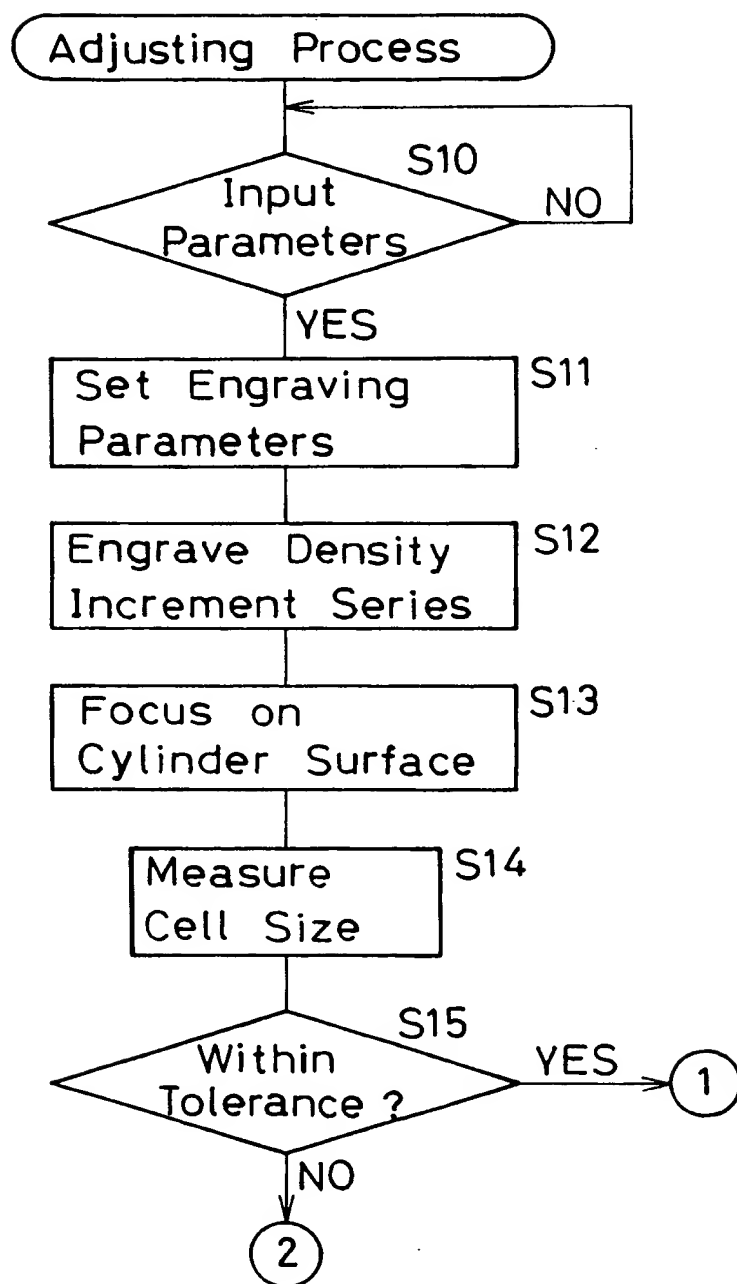 Adjusting Process
S10
Input
Parameters
NO
YES
Set Engraving
Parameters
S11
Engrave Density
Increment Series
S12
Focus on
Cylinder Surface
S13
Measure
Cell Size
S14
S15
Within
Tolerance ?
YES
1
NO
2